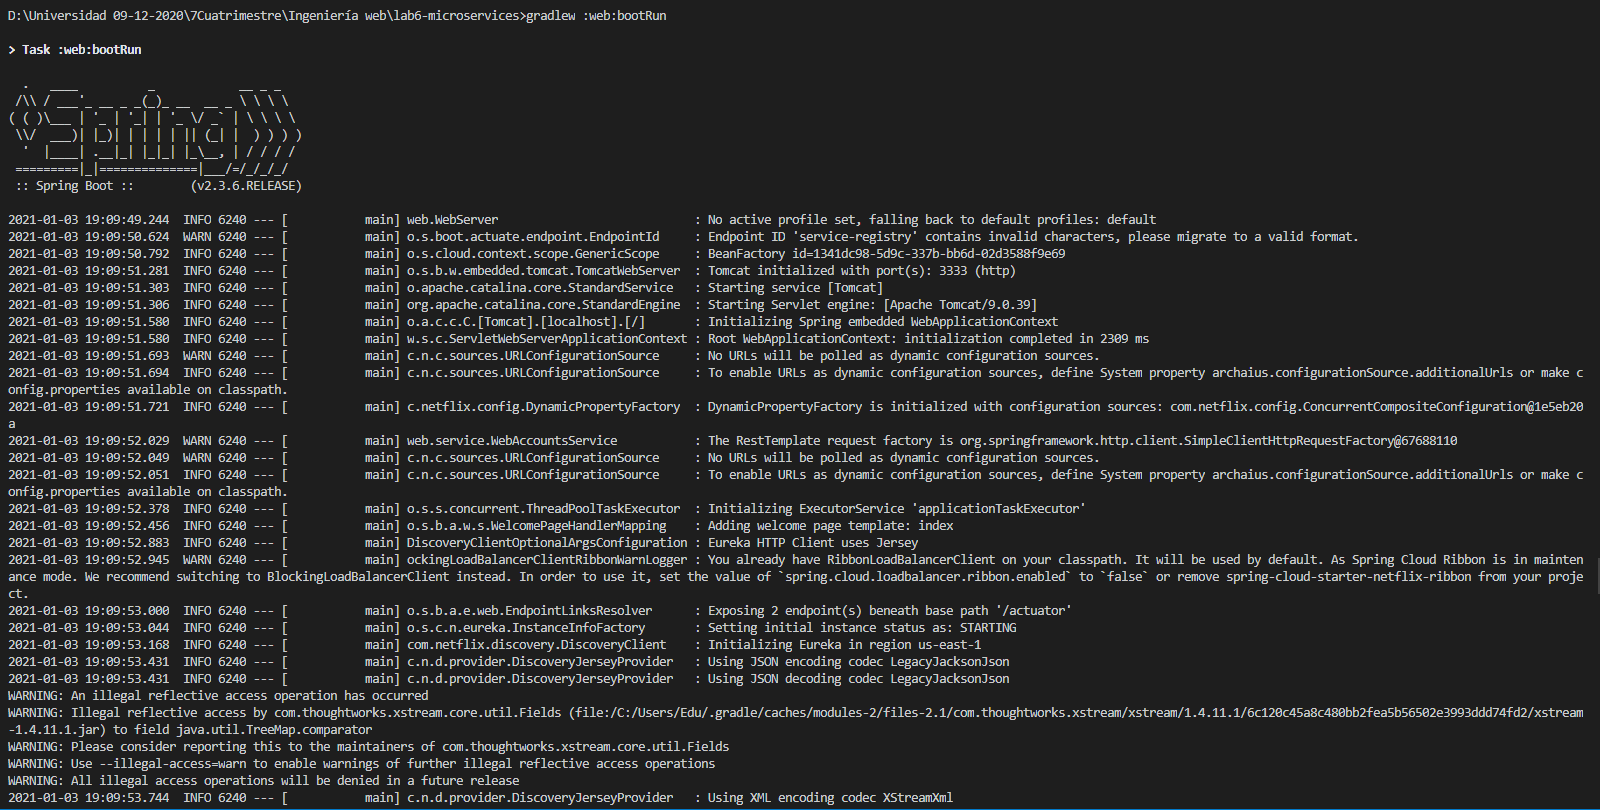 D:\Universidad 09-12-2020\7Cuatrimestre\Ingeniería web\lab6-microservices>gradlew :web:bootRun
> Task :web:bootRun
  .   ____          _            __ _ _
 /\\ / ___'_ __ _ _(_)_ __  __ _ \ \ \ \
( ( )\___ | '_ | '_| | '_ \/ _` | \ \ \ \
 \\/  ___)| |_)| | | | | || (_| |  ) ) ) )
  '  |____| .__|_| |_|_| |_\__, | / / / /
 =========|_|==============|___/=/_/_/_/
 :: Spring Boot ::        (v2.3.6.RELEASE)
2021-01-03 19:09:49.244  INFO 6240 --- [           main] web.WebServer                            : No active profile set, falling back to default profiles: default
2021-01-03 19:09:50.624  WARN 6240 --- [           main] o.s.boot.actuate.endpoint.EndpointId     : Endpoint ID 'service-registry' contains invalid characters, please migrate to a valid format.
2021-01-03 19:09:50.792  INFO 6240 --- [           main] o.s.cloud.context.scope.GenericScope     : BeanFactory id=1341dc98-5d9c-337b-bb6d-02d3588f9e69
2021-01-03 19:09:51.281  INFO 6240 --- [           main] o.s.b.w.embedded.tomcat.TomcatWebServer  : Tomcat initialized with port(s): 3333 (http)
2021-01-03 19:09:51.303  INFO 6240 --- [           main] o.apache.catalina.core.StandardService   : Starting service [Tomcat]
2021-01-03 19:09:51.306  INFO 6240 --- [           main] org.apache.catalina.core.StandardEngine  : Starting Servlet engine: [Apache Tomcat/9.0.39]
2021-01-03 19:09:51.580  INFO 6240 --- [           main] o.a.c.c.C.[Tomcat].[localhost].[/]       : Initializing Spring embedded WebApplicationContext
2021-01-03 19:09:51.580  INFO 6240 --- [           main] w.s.c.ServletWebServerApplicationContext : Root WebApplicationContext: initialization completed in 2309 ms
2021-01-03 19:09:51.693  WARN 6240 --- [           main] c.n.c.sources.URLConfigurationSource     : No URLs will be polled as dynamic configuration sources.
2021-01-03 19:09:51.694  INFO 6240 --- [           main] c.n.c.sources.URLConfigurationSource     : To enable URLs as dynamic configuration sources, define System property archaius.configurationSource.additionalUrls or make c
onfig.properties available on classpath.
2021-01-03 19:09:51.721  INFO 6240 --- [           main] c.netflix.config.DynamicPropertyFactory  : DynamicPropertyFactory is initialized with configuration sources: com.netflix.config.ConcurrentCompositeConfiguration@1e5eb20
a
2021-01-03 19:09:52.029  WARN 6240 --- [           main] web.service.WebAccountsService           : The RestTemplate request factory is org.springframework.http.client.SimpleClientHttpRequestFactory@67688110
2021-01-03 19:09:52.049  WARN 6240 --- [           main] c.n.c.sources.URLConfigurationSource     : No URLs will be polled as dynamic configuration sources.
2021-01-03 19:09:52.051  INFO 6240 --- [           main] c.n.c.sources.URLConfigurationSource     : To enable URLs as dynamic configuration sources, define System property archaius.configurationSource.additionalUrls or make c
onfig.properties available on classpath.
2021-01-03 19:09:52.378  INFO 6240 --- [           main] o.s.s.concurrent.ThreadPoolTaskExecutor  : Initializing ExecutorService 'applicationTaskExecutor'
2021-01-03 19:09:52.456  INFO 6240 --- [           main] o.s.b.a.w.s.WelcomePageHandlerMapping    : Adding welcome page template: index
2021-01-03 19:09:52.883  INFO 6240 --- [           main] DiscoveryClientOptionalArgsConfiguration : Eureka HTTP Client uses Jersey
2021-01-03 19:09:52.945  WARN 6240 --- [           main] ockingLoadBalancerClientRibbonWarnLogger : You already have RibbonLoadBalancerClient on your classpath. It will be used by default. As Spring Cloud Ribbon is in mainten
ance mode. We recommend switching to BlockingLoadBalancerClient instead. In order to use it, set the value of `spring.cloud.loadbalancer.ribbon.enabled` to `false` or remove spring-cloud-starter-netflix-ribbon from your proje
ct.
2021-01-03 19:09:53.000  INFO 6240 --- [           main] o.s.b.a.e.web.EndpointLinksResolver      : Exposing 2 endpoint(s) beneath base path '/actuator'
2021-01-03 19:09:53.044  INFO 6240 --- [           main] o.s.c.n.eureka.InstanceInfoFactory       : Setting initial instance status as: STARTING
2021-01-03 19:09:53.168  INFO 6240 --- [           main] com.netflix.discovery.DiscoveryClient    : Initializing Eureka in region us-east-1
2021-01-03 19:09:53.431  INFO 6240 --- [           main] c.n.d.provider.DiscoveryJerseyProvider   : Using JSON encoding codec LegacyJacksonJson
2021-01-03 19:09:53.431  INFO 6240 --- [           main] c.n.d.provider.DiscoveryJerseyProvider   : Using JSON decoding codec LegacyJacksonJson
WARNING: An illegal reflective access operation has occurred
WARNING: Illegal reflective access by com.thoughtworks.xstream.core.util.Fields (file:/C:/Users/Edu/.gradle/caches/modules-2/files-2.1/com.thoughtworks.xstream/xstream/1.4.11.1/6c120c45a8c480bb2fea5b56502e3993ddd74fd2/xstream
-1.4.11.1.jar) to field java.util.TreeMap.comparator
WARNING: Please consider reporting this to the maintainers of com.thoughtworks.xstream.core.util.Fields
WARNING: Use --illegal-access=warn to enable warnings of further illegal reflective access operations
WARNING: All illegal access operations will be denied in a future release
2021-01-03 19:09:53.744  INFO 6240 --- [           main] c.n.d.provider.DiscoveryJerseyProvider   : Using XML encoding codec XStreamXml